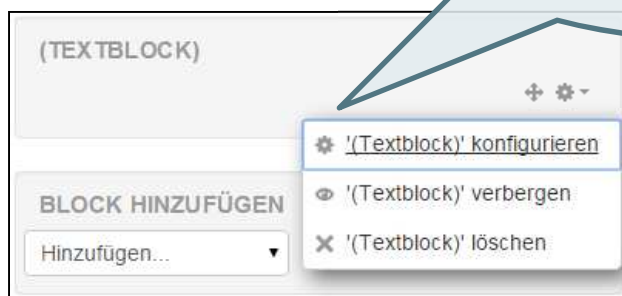 (TEXTBLOCK)
'(Textblock)' konfigurieren
'(Textblock)' verbergen
'(Textblock)' löschen
BLOCK HINZUFÜGEN
Hinzufügen...